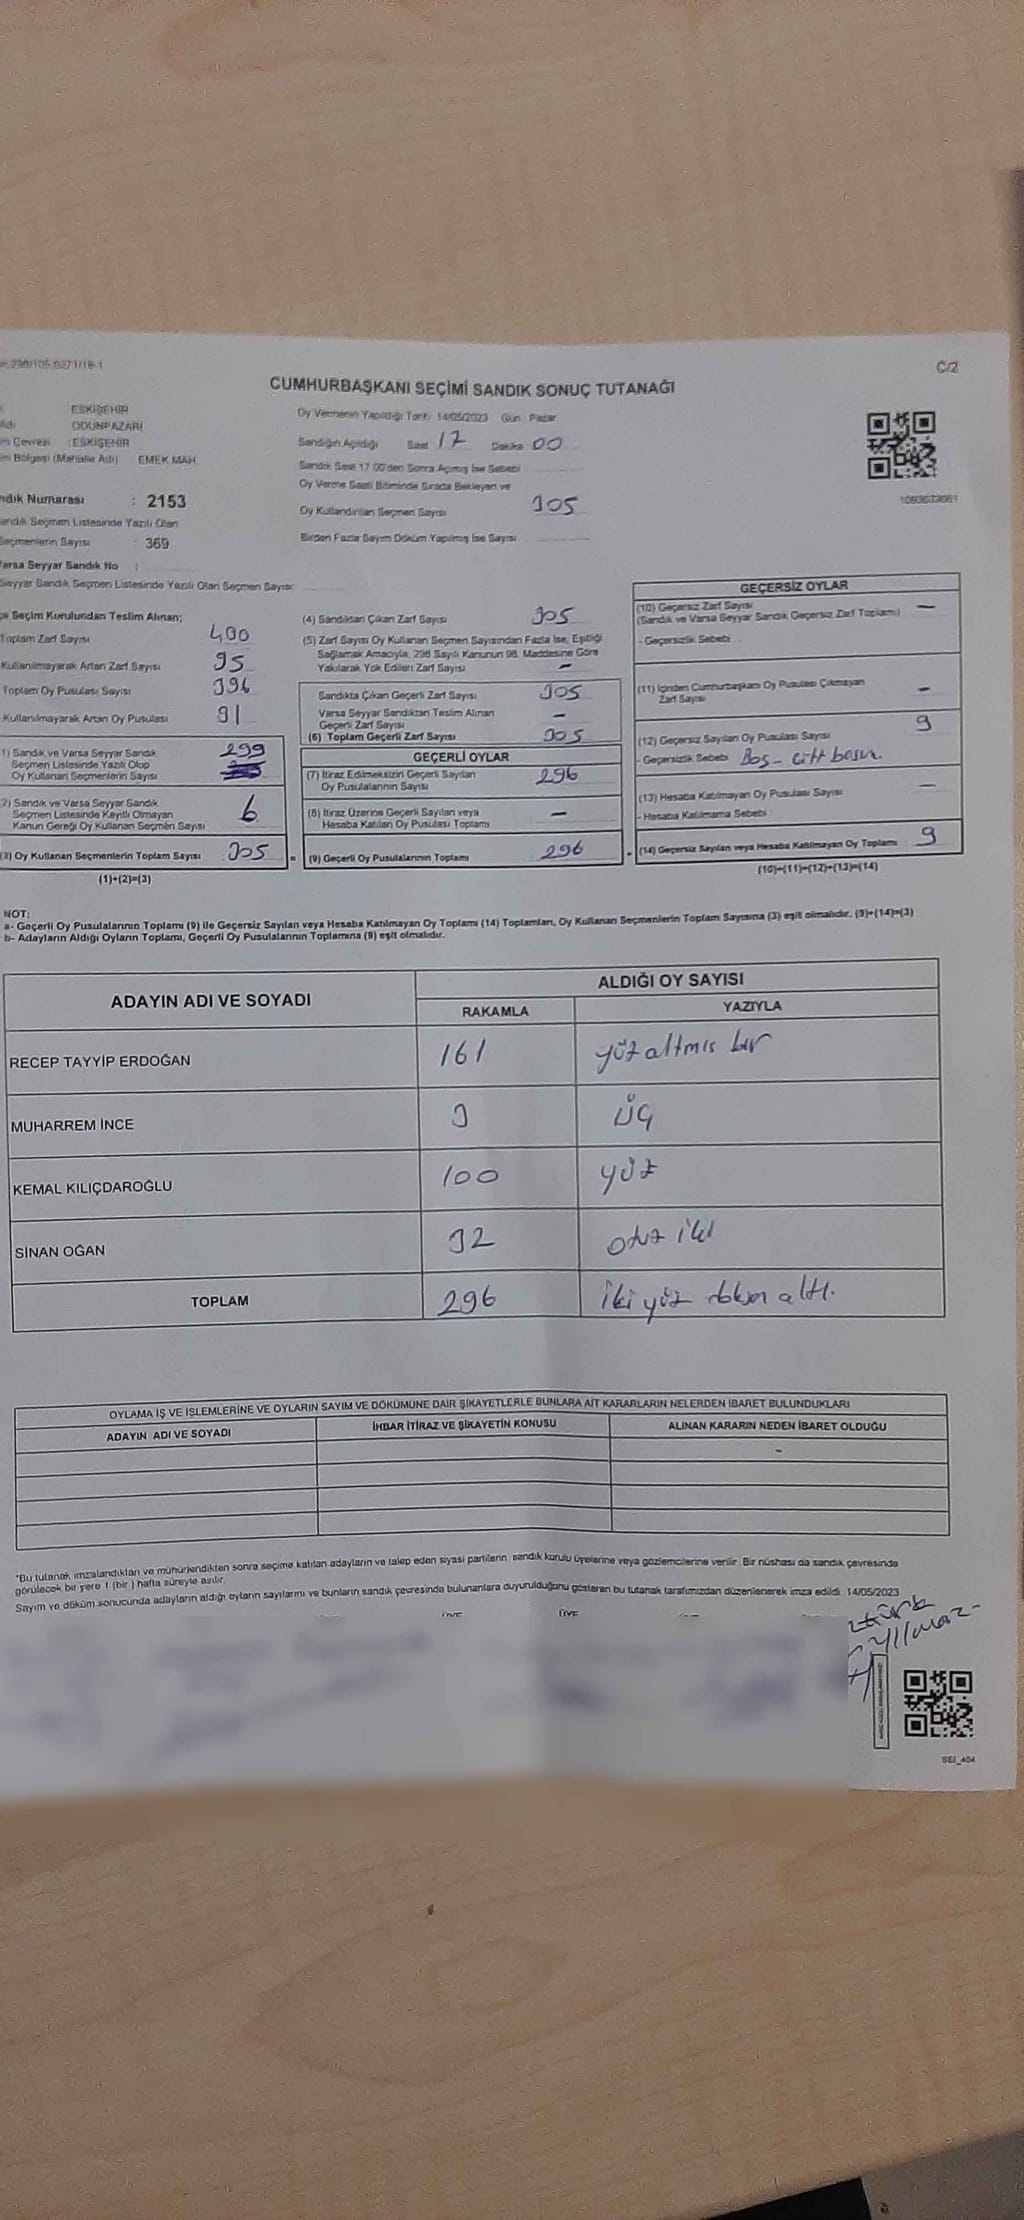 298/105.6271/18-1
C/2
CUMHURBAŞKANI SEÇİMİ SANDIK SONUÇ TUTANAĞI
ESKİŞEHİR
Adı ODUNPAZARI
Çevresi : ESKİŞEHİR
Bölgesi (Mahalle Adı) EMEK MAH.
Numarası : 2153
Sandık Seçmen Listesinde Yazılı Olan
Seçmenlerin Sayısı 369
Varsa Seyyar Sandık No :
Seyyar Sandık Seçmen Listesinde Yazılı Olan Seçmen Sayısı:
Oy Vermenin Yapıldığı Tarih: 14/05/2023 Gün: Pazar
Sandığın Açıldığı Saat 17 Dakika 00
Sandık Saat 17.00'den Sonra Açmış İse Sebebi
Oy Verme Saati Bitiminde Sırada Bekleyen ve
Oy Kullandırılan Seçmen Sayısı 305
Birden Fazla Sayım Döküm Yapılmış İse Sayısı
1093633061
Seçim Kurulundan Teslim Alınan;
Toplam Zarf Sayısı 400
Kullanılmayarak Artan Zarf Sayısı 95
Toplam Oy Pusulası Sayısı 396
Kullanılmayarak Artan Oy Pusulası 91
1) Sandık ve Varsa Seyyar Sandık 299
Seçmen Listesinde Yazılı Olup
Oy Kullanan Seçmenlerin Sayısı
2) Sandık ve Varsa Seyyar Sandık
Seçmen Listesinde Kayıtlı Olmayan 6
Kanun Gereği Oy Kullanan Seçmen Sayısı
(3) Oy Kullanan Seçmenlerin Toplam Sayısı 305 =
(1)+(2)=(3)
(4) Sandıktan Çıkan Zarf Sayısı 305
(5) Zarf Sayısı Oy Kullanan Seçmen Sayısından Fazla İse, Eşitliği
Sağlamak Amacıyla, 298 Sayılı Kanunun 98. Maddesine Göre
Yakılarak Yok Edilen Zarf Sayısı –
Sandıkta Çıkan Geçerli Zarf Sayısı 305
Varsa Seyyar Sandıktan Teslim Alınan
Geçerli Zarf Sayısı –
(6) Toplam Geçerli Zarf Sayısı 305
GEÇERLİ OYLAR
(7) İtiraz Edilmeksizin Geçerli Sayılan
Oy Pusulalarının Sayısı 296
(8) İtiraz Üzerine Geçerli Sayılan veya
Hesaba Katılan Oy Pusulası Toplamı –
(9) Geçerli Oy Pusulalarının Toplamı 296
GEÇERSİZ OYLAR
(10) Geçersiz Zarf Sayısı –
(Sandık ve Varsa Seyyar Sandık Geçersiz Zarf Toplamı)
- Geçersizlik Sebebi
(11) İçinden Cumhurbaşkanı Oy Pusulası Çıkmayan
Zarf Sayısı –
(12) Geçersiz Sayılan Oy Pusulası Sayısı 9
- Geçersizlik Sebebi Boş - çift basım.
(13) Hesaba Katılmayan Oy Pusulası Sayısı –
- Hesaba Katılmama Sebebi
(14) Geçersiz Sayılan veya Hesaba Katılmayan Oy Toplamı 9
(10)+(11)+(12)+(13)=(14)
NOT:
a- Geçerli Oy Pusulalarının Toplamı (9) ile Geçersiz Sayılan veya Hesaba Katılmayan Oy Toplamı (14) Toplamları, Oy Kullanan Seçmenlerin Toplam Sayısına (3) eşit olmalıdır. (9)+(14)=(3)
b- Adayların Aldığı Oyların Toplamı, Geçerli Oy Pusulalarının Toplamına (9) eşit olmalıdır.
ADAYIN ADI VE SOYADI
ALDIĞI OY SAYISI
RAKAMLA YAZIYLA
RECEP TAYYİP ERDOĞAN 161 yüz altmış bir
MUHARREM İNCE 3 üç
KEMAL KILIÇDAROĞLU 100 yüz
SİNAN OĞAN 32 otuz iki
TOPLAM 296 iki yüz doksan altı.
OYLAMA İŞ VE İŞLEMLERİNE VE OYLARIN SAYIM VE DÖKÜMÜNE DAİR ŞİKAYETLERLE BUNLARA AİT KARARLARIN NELERDEN İBARET BULUNDUKLARI
ADAYIN ADI VE SOYADI İHBAR İTİRAZ VE ŞİKAYETİN KONUSU ALINAN KARARIN NEDEN İBARET OLDUĞU
-
*Bu tutanak imzalandıktan ve mühürlendikten sonra seçime katılan adayların ve talep eden siyasi partilerin sandık kurulu üyelerine veya gözlemcilerine verilir. Bir nüshası da sandık çevresinde
görülecek bir yere 1 (bir) hafta süreyle asılır.
Sayım ve döküm sonucunda adayların aldığı oyların sayılarını ve bunların sandık çevresinde bulunanlara duyurulduğunu gösteren bu tutanak tarafımızdan düzenlenerek imza edildi. 14/05/2023
ÜYE ÜYE
Yılmaz
SEI_404